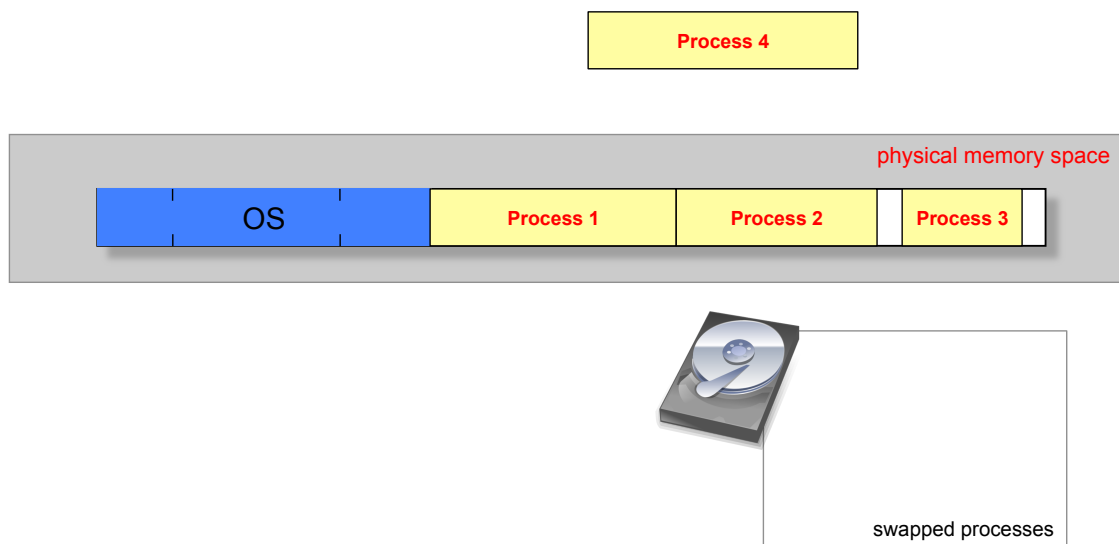 Process 4
physical memory space
OS
Process 1
Process 2
Process 3
swapped processes